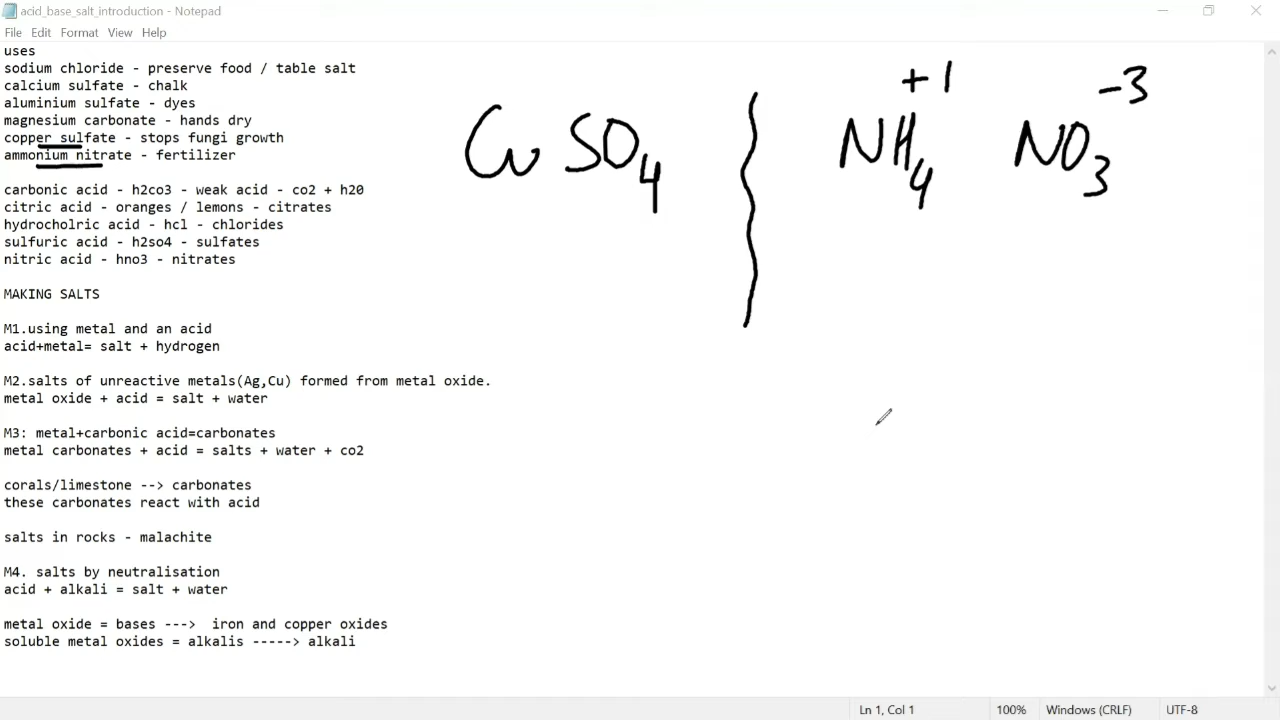 acid_base_salt_introduction - Notepad
File Edit Format View Help
uses
sodium chloride - preserve food / table salt
calcium sulfate - chalk
aluminium sulfate - dyes
magnesium carbonate - hands dry
copper sulfate - stops fungi growth
ammonium nitrate - fertilizer
carbonic acid - h2co3 - weak acid - co2 + h20
citric acid - oranges / lemons - citrates
hydrocholric acid - hcl - chlorides
sulfuric acid - h2so4 - sulfates
nitric acid - hno3 - nitrates
MAKING SALTS
M1.using metal and an acid
acid+metal= salt + hydrogen
M2.salts of unreactive metals(Ag,Cu) formed from metal oxide.
metal oxide + acid = salt + water
M3: metal+carbonic acid=carbonates
metal carbonates + acid = salts + water + co2
corals/limestone --> carbonates
these carbonates react with acid
salts in rocks - malachite
M4. salts by neutralisation
acid + alkali = salt + water
metal oxide = bases ---> iron and copper oxides
soluble metal oxides = alkalis -----> alkali
+1 -3
CuSO4 NH4 NO3
Ln 1, Col 1 100% Windows (CRLF) UTF-8